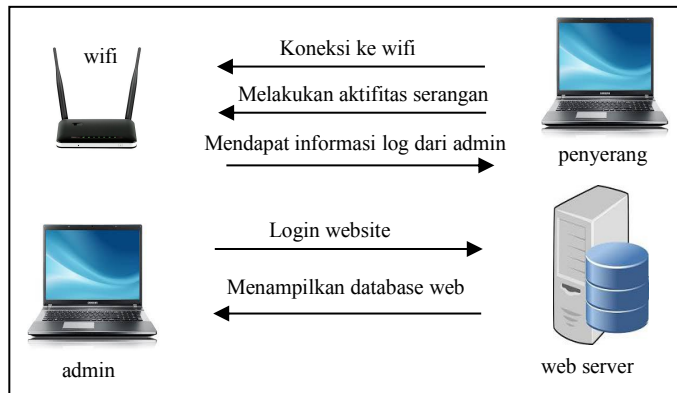 wifi
Koneksi ke wifi
Melakukan aktifitas serangan
Mendapat informasi log dari admin
penyerang
Login website
Menampilkan database web
admin
web server